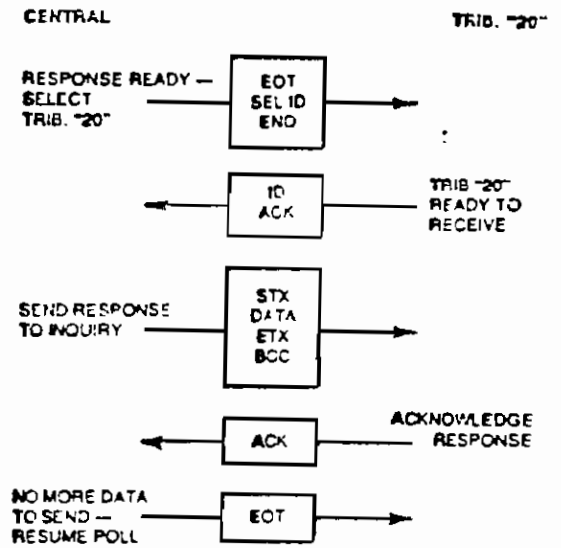 CENTRAL
TRIB. "20"
RESPONSE READY —
SELECT
TRIB. "20"
EOT
SEL ID
END
ID
ACK
TRIB "20"
READY TO
RECEIVE
SEND RESPONSE
TO INQUIRY
STX
DATA
ETX
BCC
ACK
ACKNOWLEDGE
RESPONSE
NO MORE DATA
TO SEND —
RESUME POLL
EOT